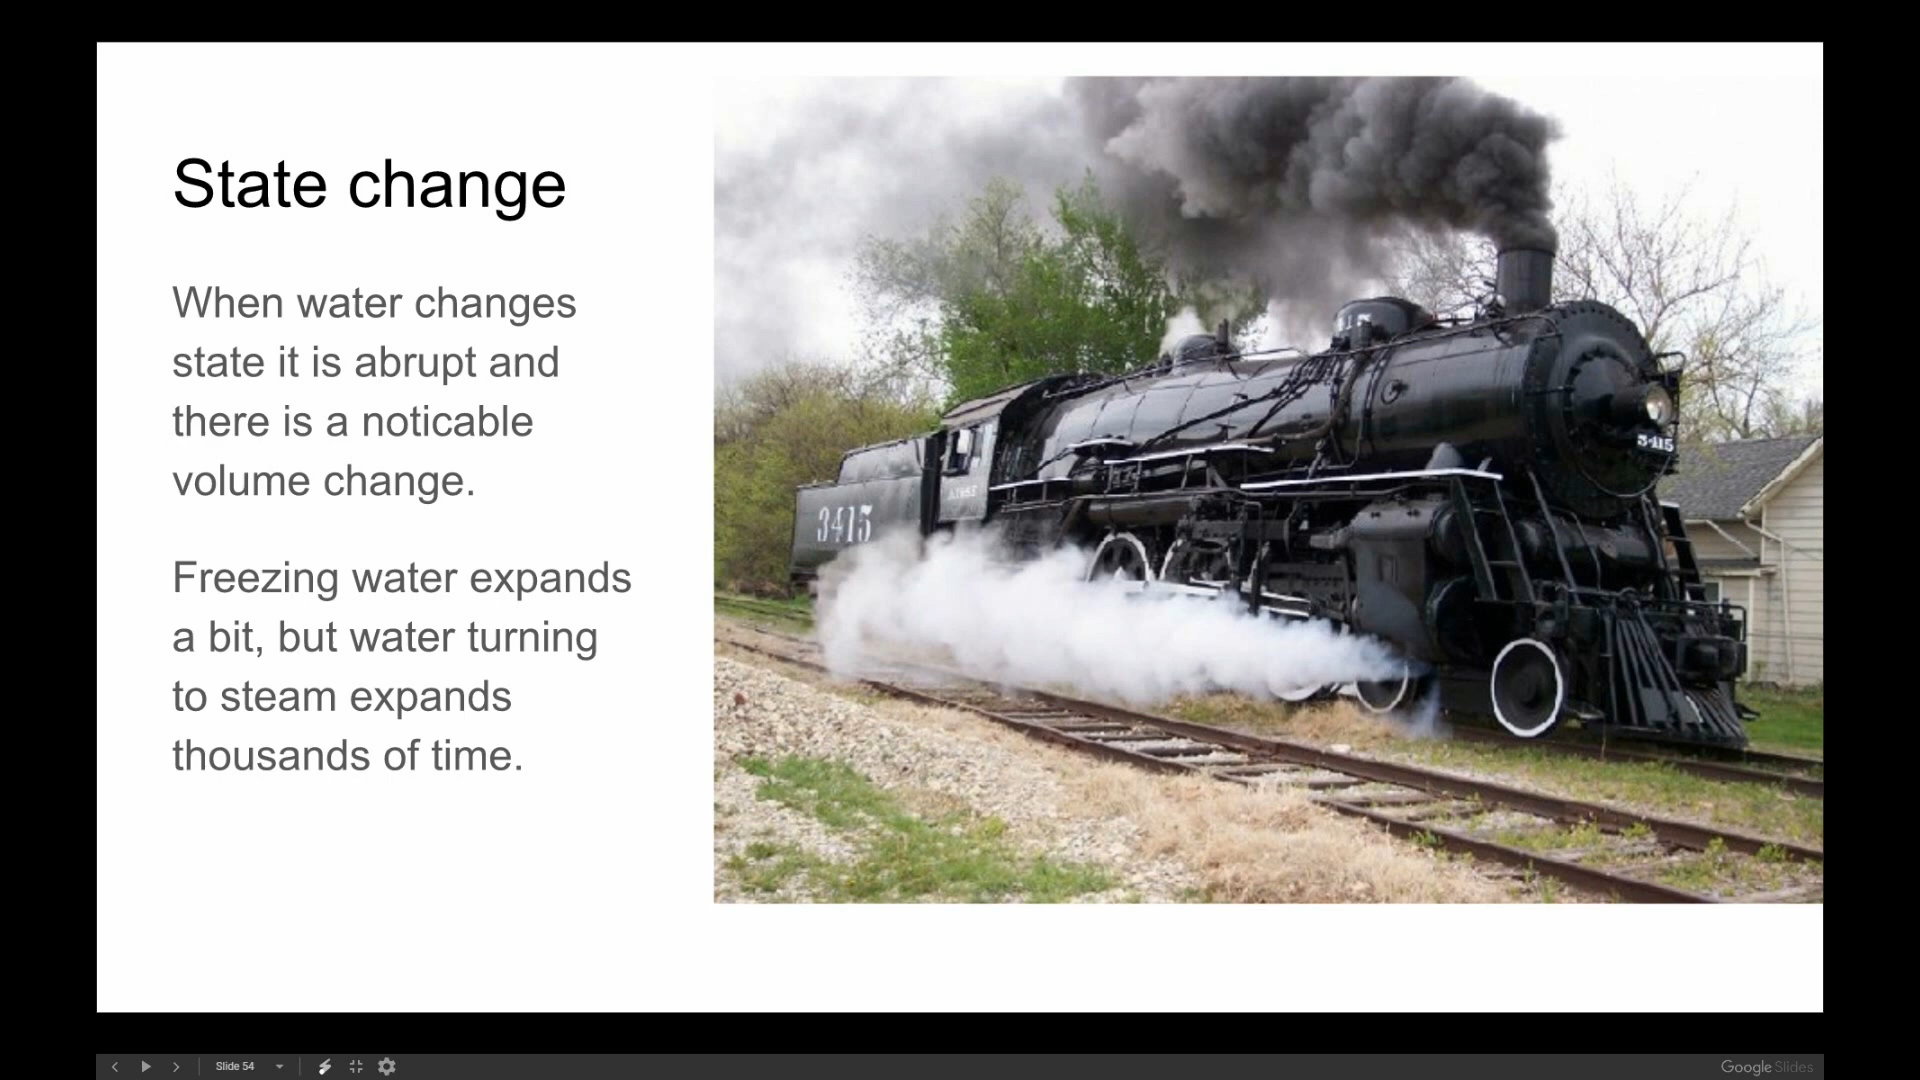 State change
When water changes
state it is abrupt and
there is a noticable
volume change.
Freezing water expands
a bit, but water turning
to steam expands
thousands of time.
3415
3415
Slide 54
Google Slides